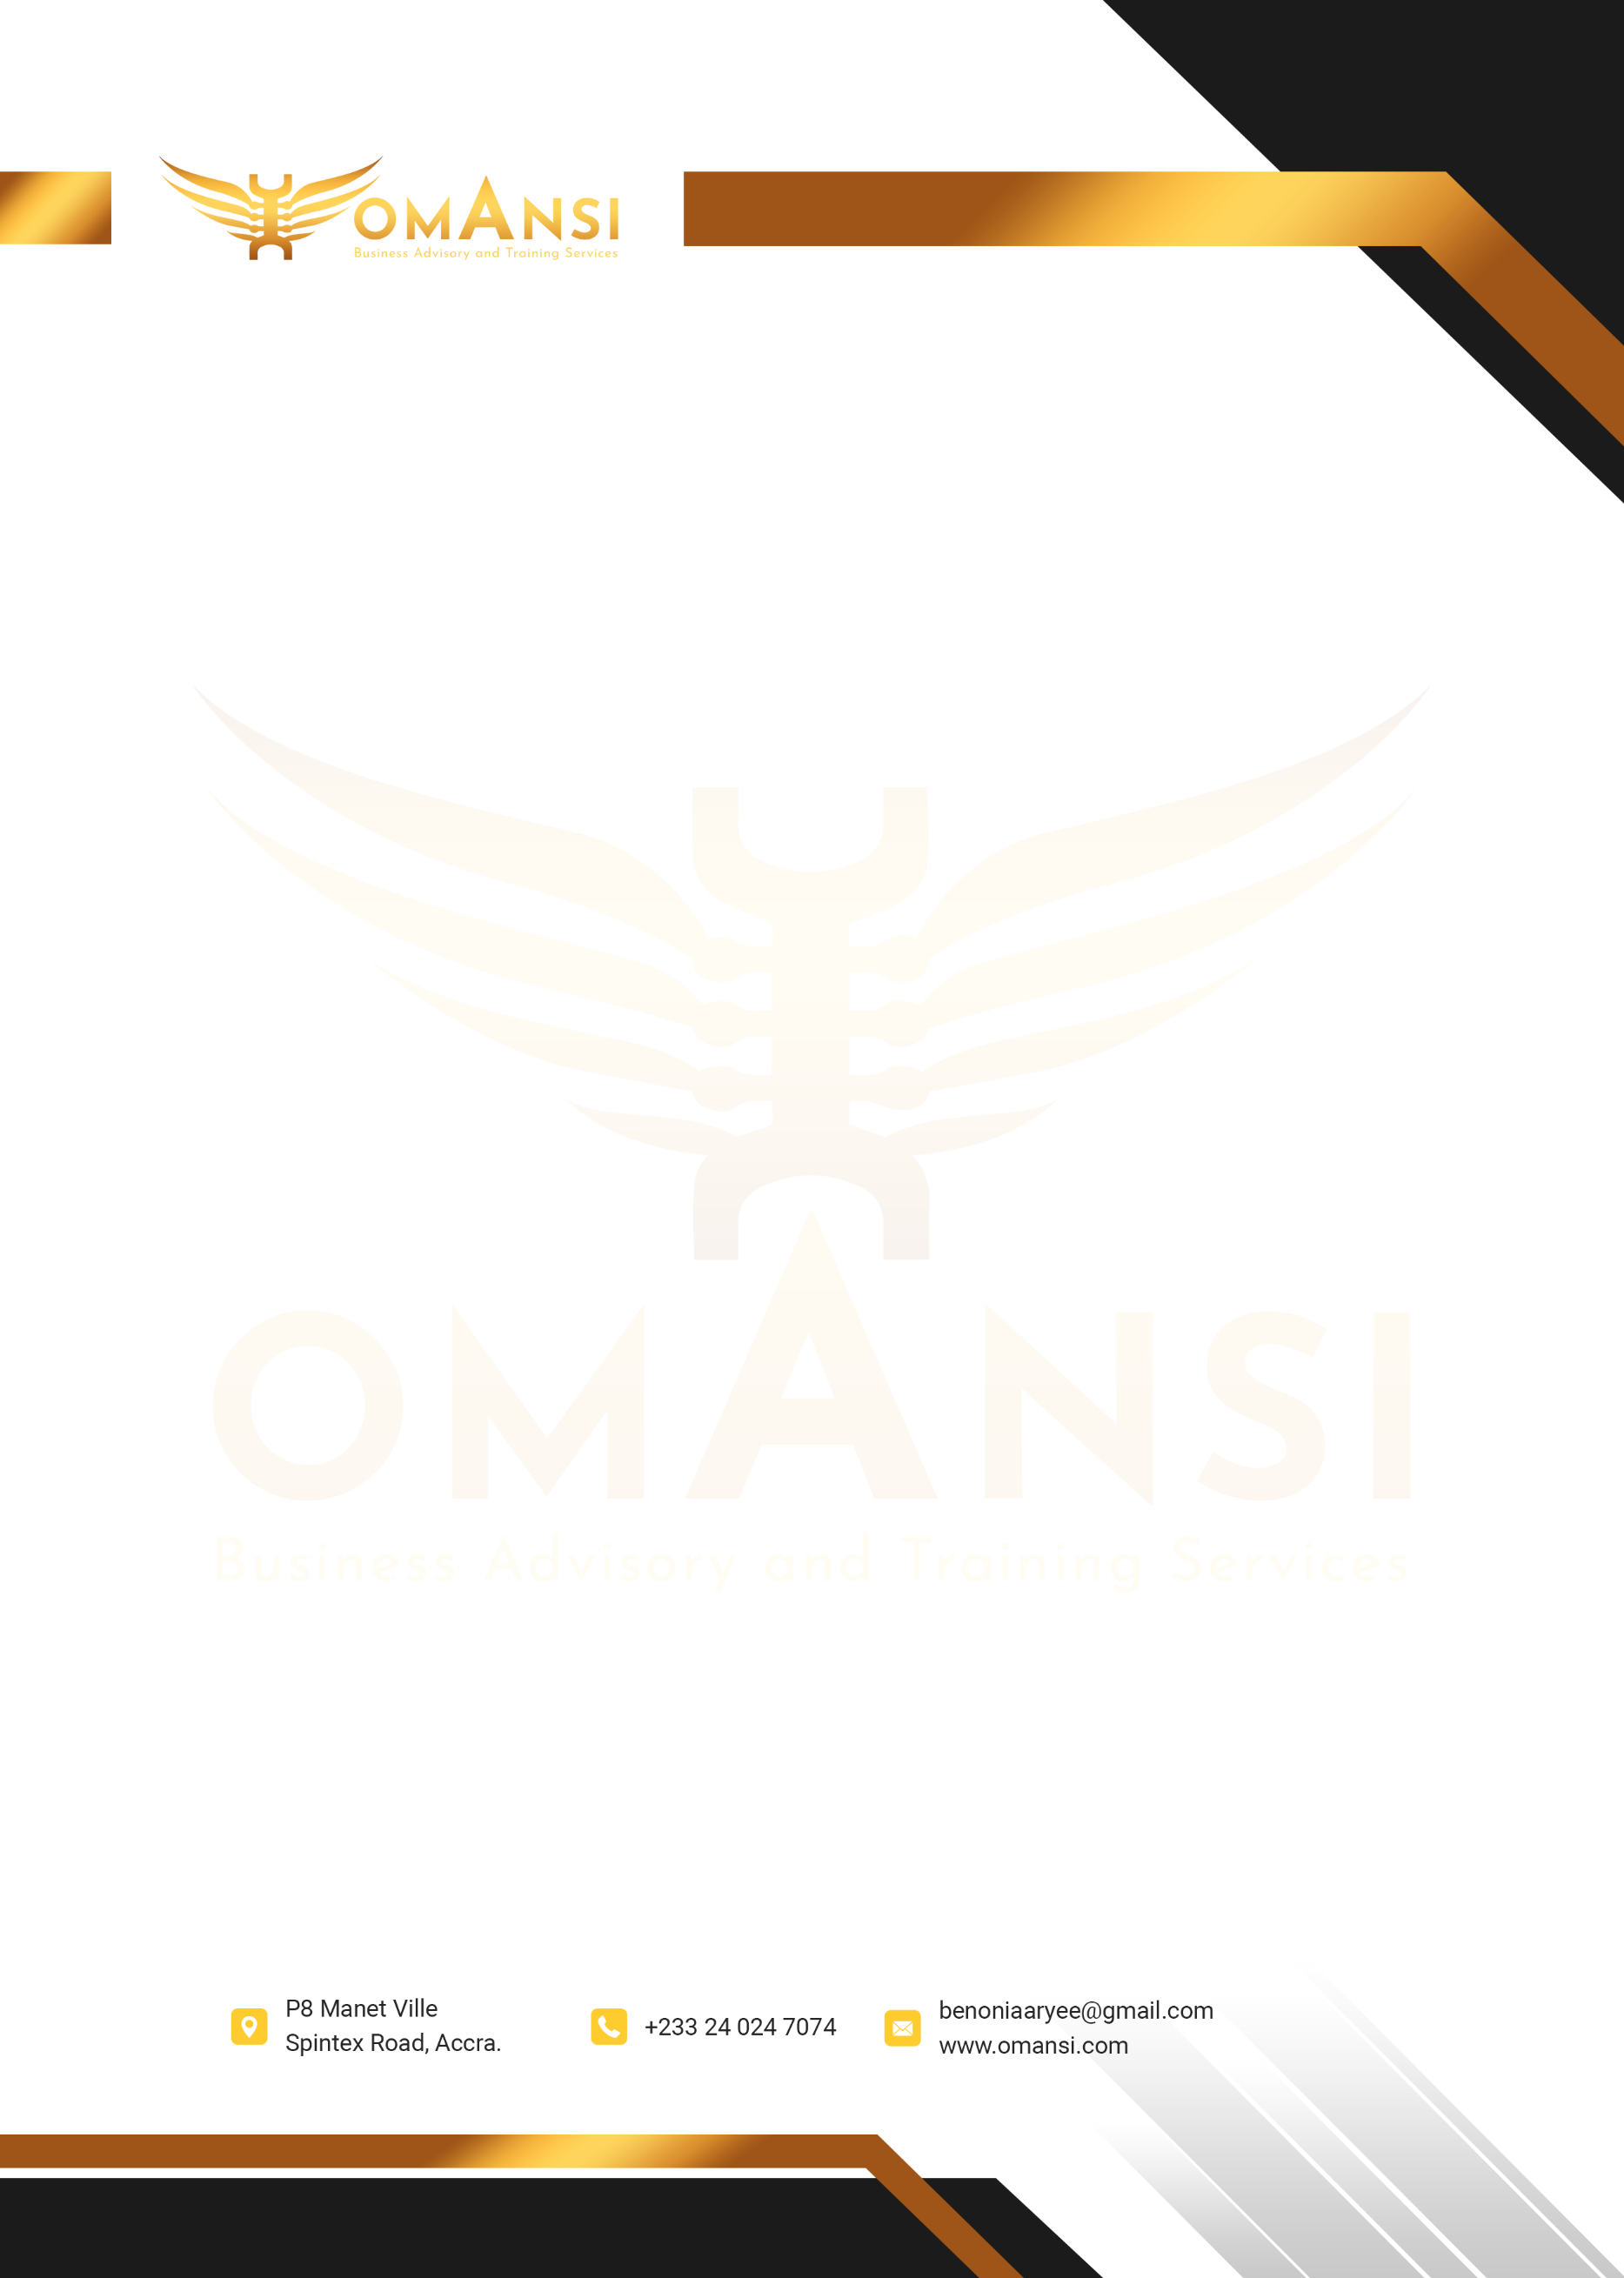 OMANSI
Business Advisory and Training Services
OMANSI
Business Advisory and Training Services
P8 Manet Ville
Spintex Road, Accra.
+233 24 024 7074
benoniaaryee@gmail.com
www.omansi.com